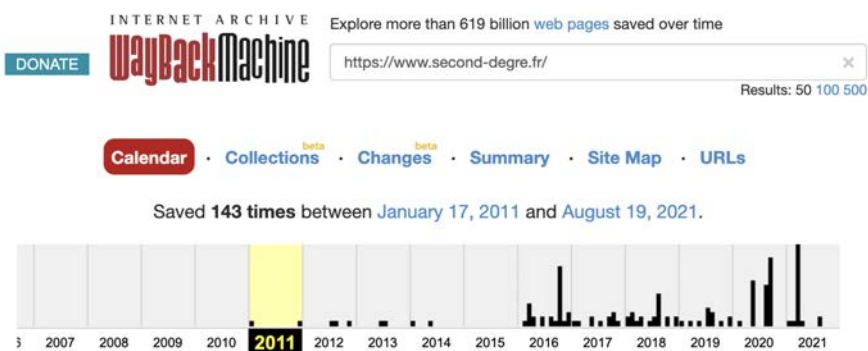 INTERNET ARCHIVE
WayBackMachine
DONATE
Explore more than 619 billion web pages saved over time
https://www.second-degre.fr/ ×
Results: 50 100 500
Calendar · Collections beta · Changes beta · Summary · Site Map · URLs
Saved 143 times between January 17, 2011 and August 19, 2021.
6 2007 2008 2009 2010 2011 2012 2013 2014 2015 2016 2017 2018 2019 2020 2021